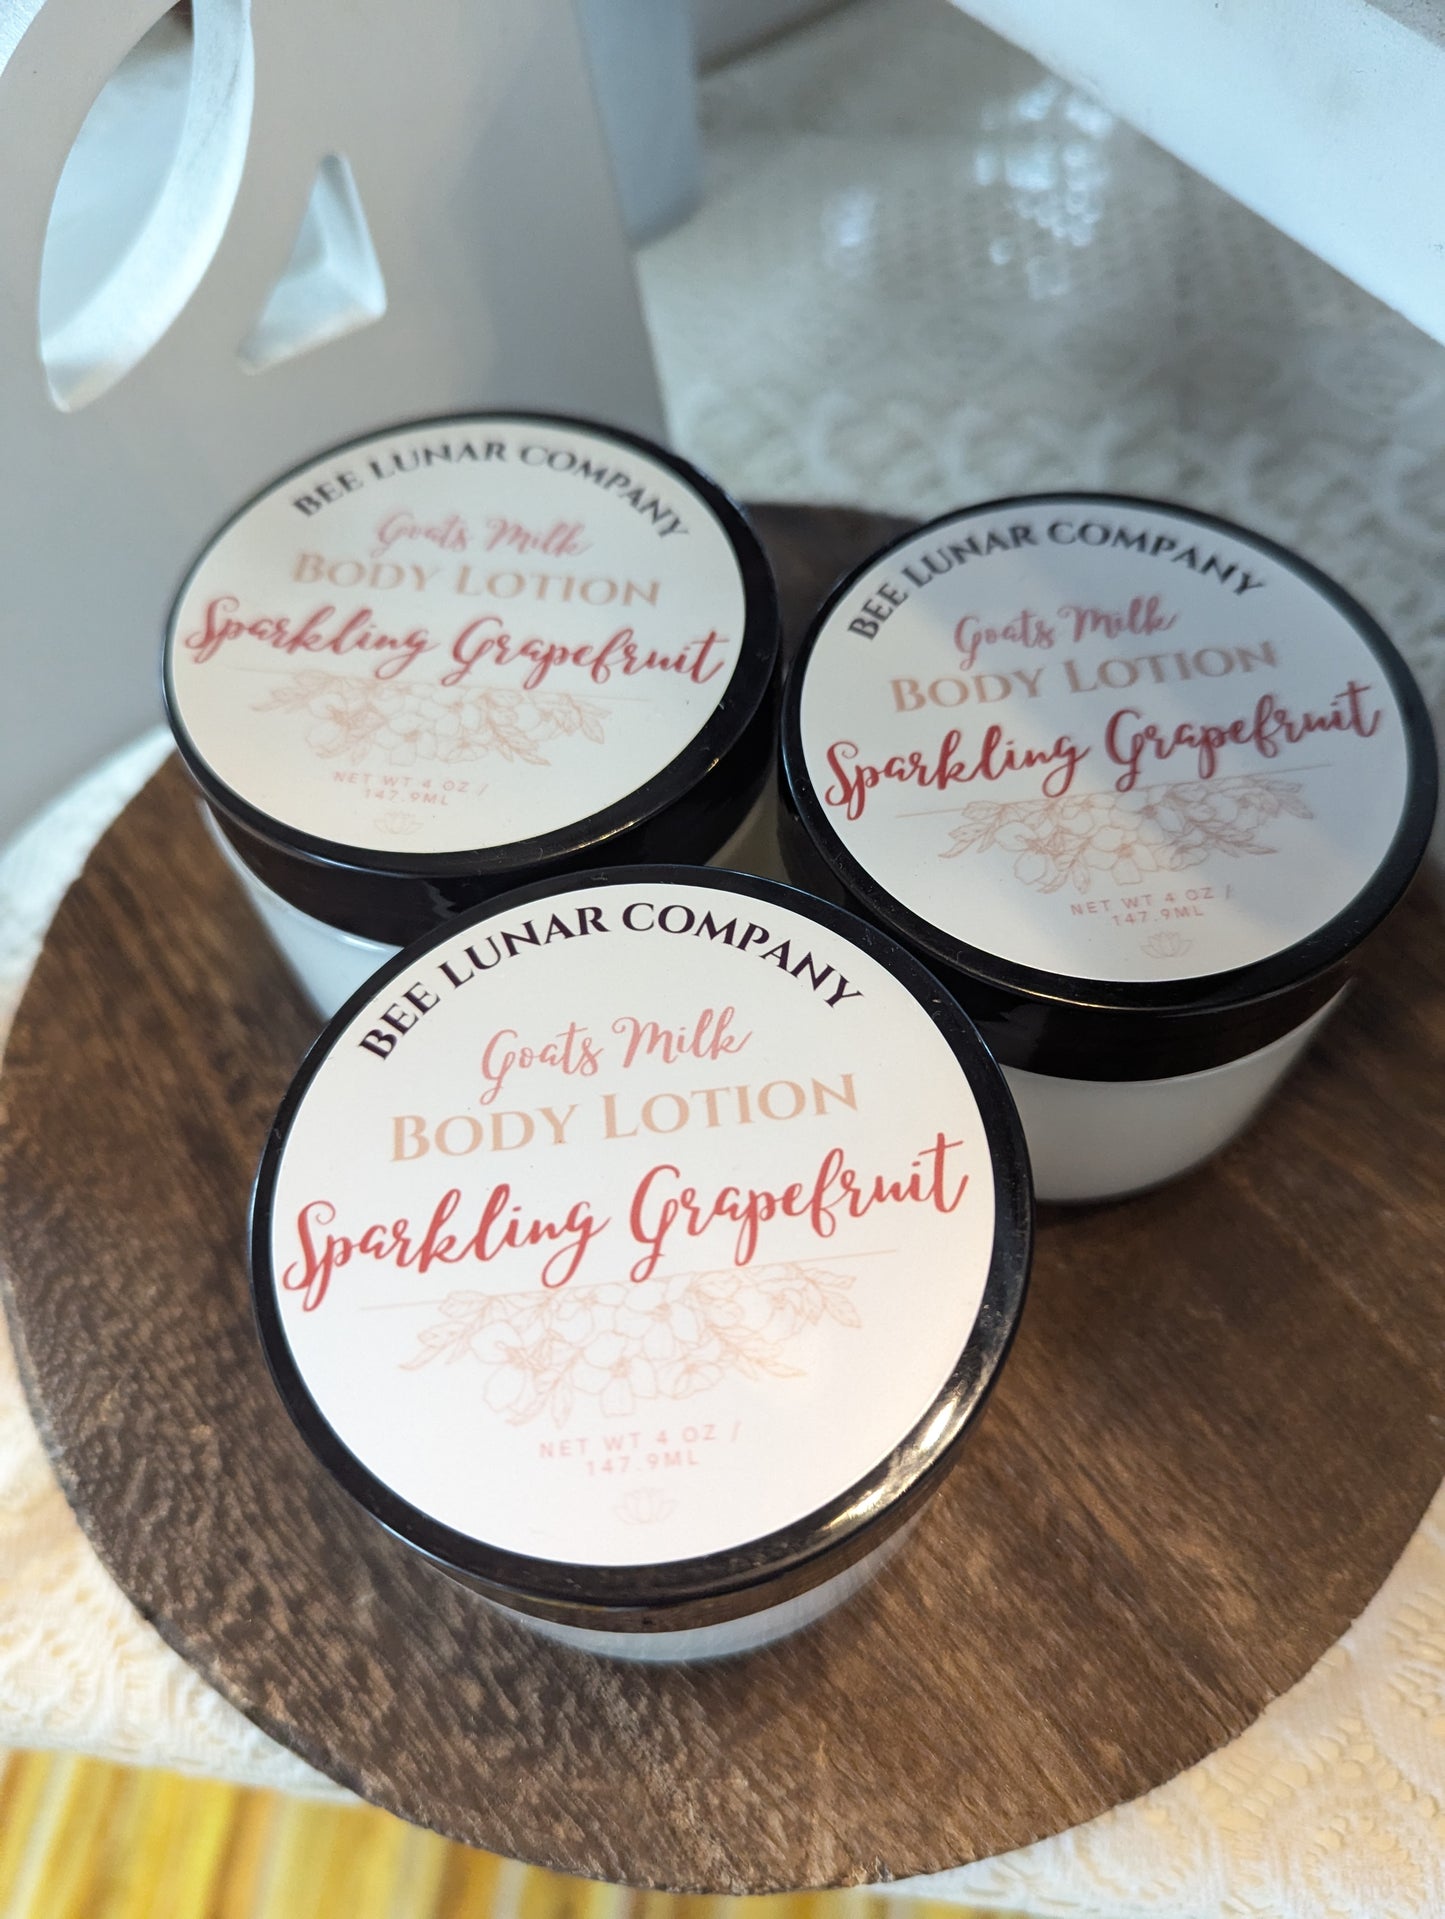 BEE LUNAR COMPANY
Goats Milk
BODY LOTION
Sparkling Grapefruit
NET WT 4 OZ /
147.9ML
BEE LUNAR COMPANY
Goats Milk
BODY LOTION
Sparkling Grapefruit
NET WT 4 OZ /
147.9ML
BEE LUNAR COMPANY
Goats Milk
BODY LOTION
Sparkling Grapefruit
NET WT 4 OZ /
147.9ML